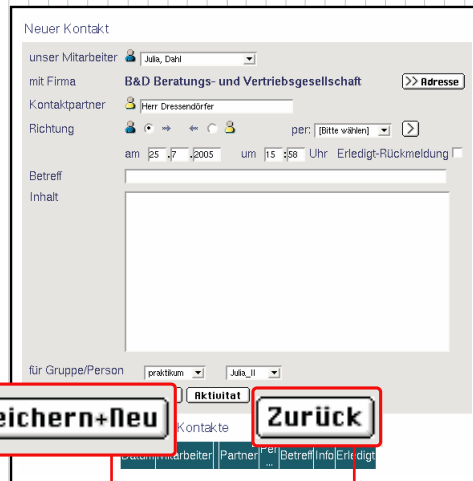 Neuer Kontakt
unser Mitarbeiter Julia, Dahl
mit Firma B&D Beratungs- und Vertriebsgesellschaft >> Adresse
Kontaktpartner Herr Dressendörfer
Richtung per: [Bitte wählen] >
am 25 .7 .2005 um 15 :58 Uhr Erledigt-Rückmeldung
Betreff
Inhalt
für Gruppe/Person praktikum Julia_II
Aktivitat
eichern+Neu Zurück
Kontakte
Datum Mitarbeiter Partner Per ... Betreff Info Erledigt